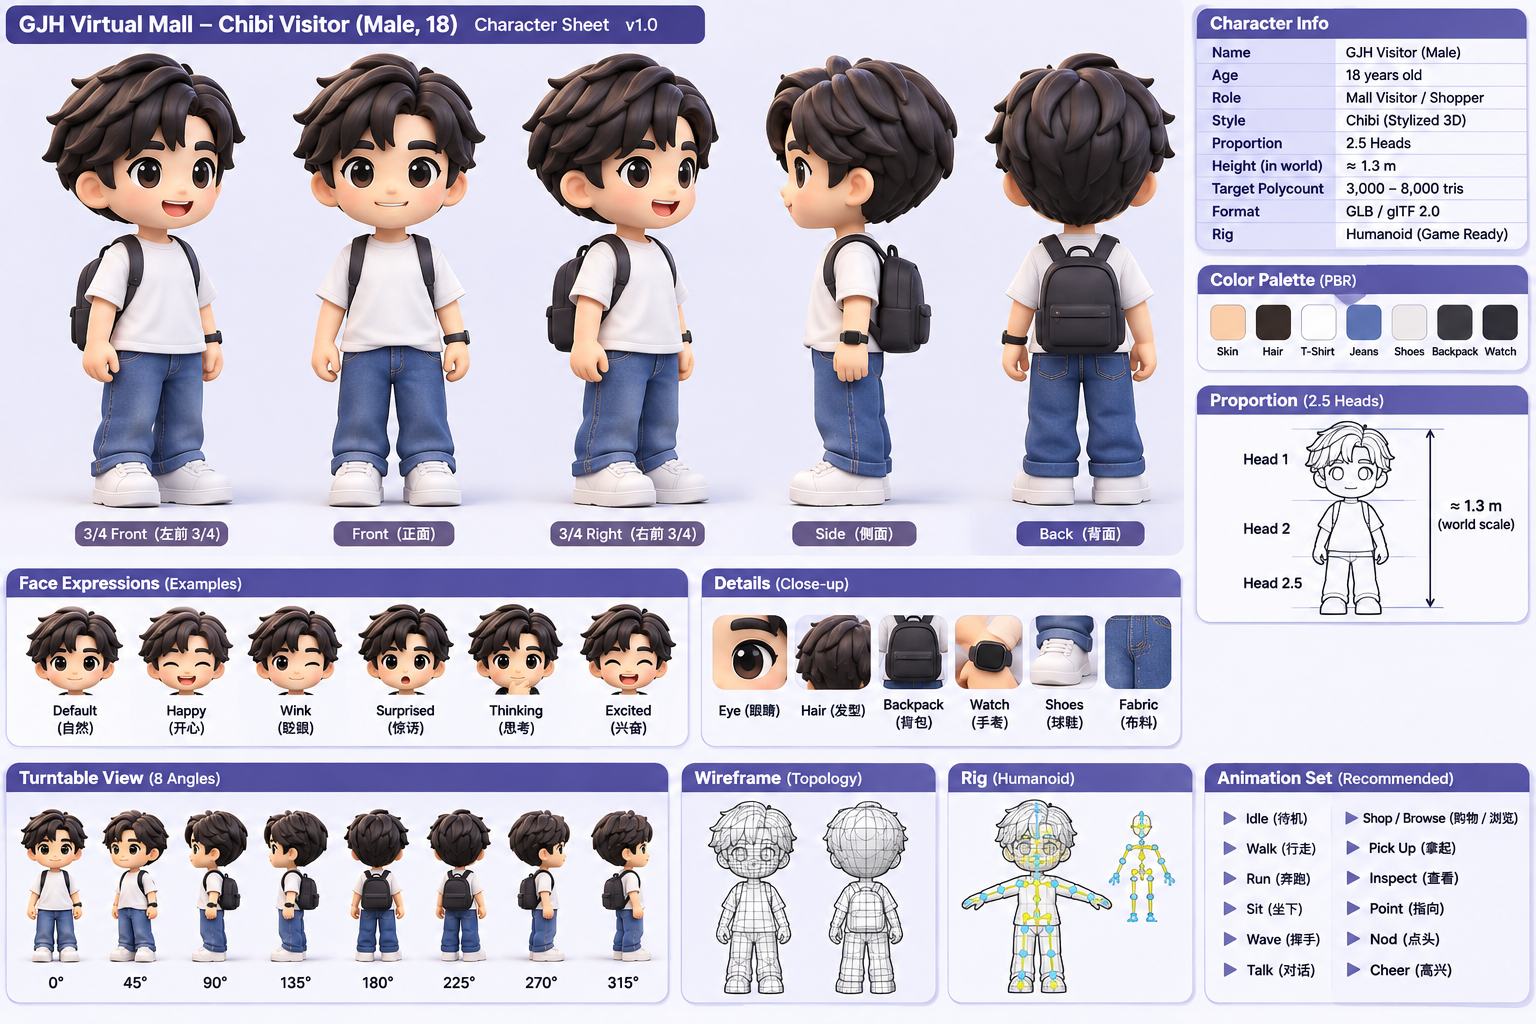 GJH Virtual Mall – Chibi Visitor (Male, 18) Character Sheet v1.0
3/4 Front (左前 3/4)
Front (正面)
3/4 Right (右前 3/4)
Side (侧面)
Back (背面)
Character Info
Name GJH Visitor (Male)
Age 18 years old
Role Mall Visitor / Shopper
Style Chibi (Stylized 3D)
Proportion 2.5 Heads
Height (in world) ≈ 1.3 m
Target Polycount 3,000 – 8,000 tris
Format GLB / glTF 2.0
Rig Humanoid (Game Ready)
Color Palette (PBR)
Skin
Hair
T-Shirt
Jeans
Shoes
Backpack
Watch
Proportion (2.5 Heads)
Head 1
Head 2
Head 2.5
≈ 1.3 m
(world scale)
Face Expressions (Examples)
Default
(自然)
Happy
(开心)
Wink
(眨眼)
Surprised
(惊讶)
Thinking
(思考)
Excited
(兴奋)
Details (Close-up)
Eye (眼睛)
Hair (发型)
Backpack
(背包)
Watch
Shoes
(球鞋)
Fabric
(布料)
Turntable View (8 Angles)
0°
45°
90°
135°
180°
225°
270°
315°
Wireframe (Topology)
Rig (Humanoid)
Animation Set (Recommended)
Idle (待机)
Walk (行走)
Run (奔跑)
Sit (坐下)
Wave (挥手)
Talk (对话)
Shop / Browse (购物 / 浏览)
Pick Up (拿起)
Inspect (查看)
Point (指向)
Nod (点头)
Cheer (高兴)